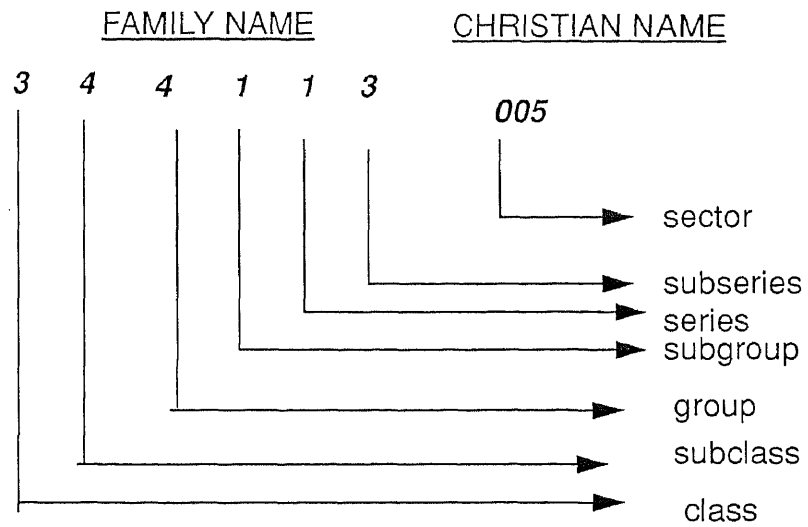 FAMILY NAME CHRISTIAN NAME
3 4 4 1 1 3
005
sector
subseries
series
subgroup
group
subclass
class